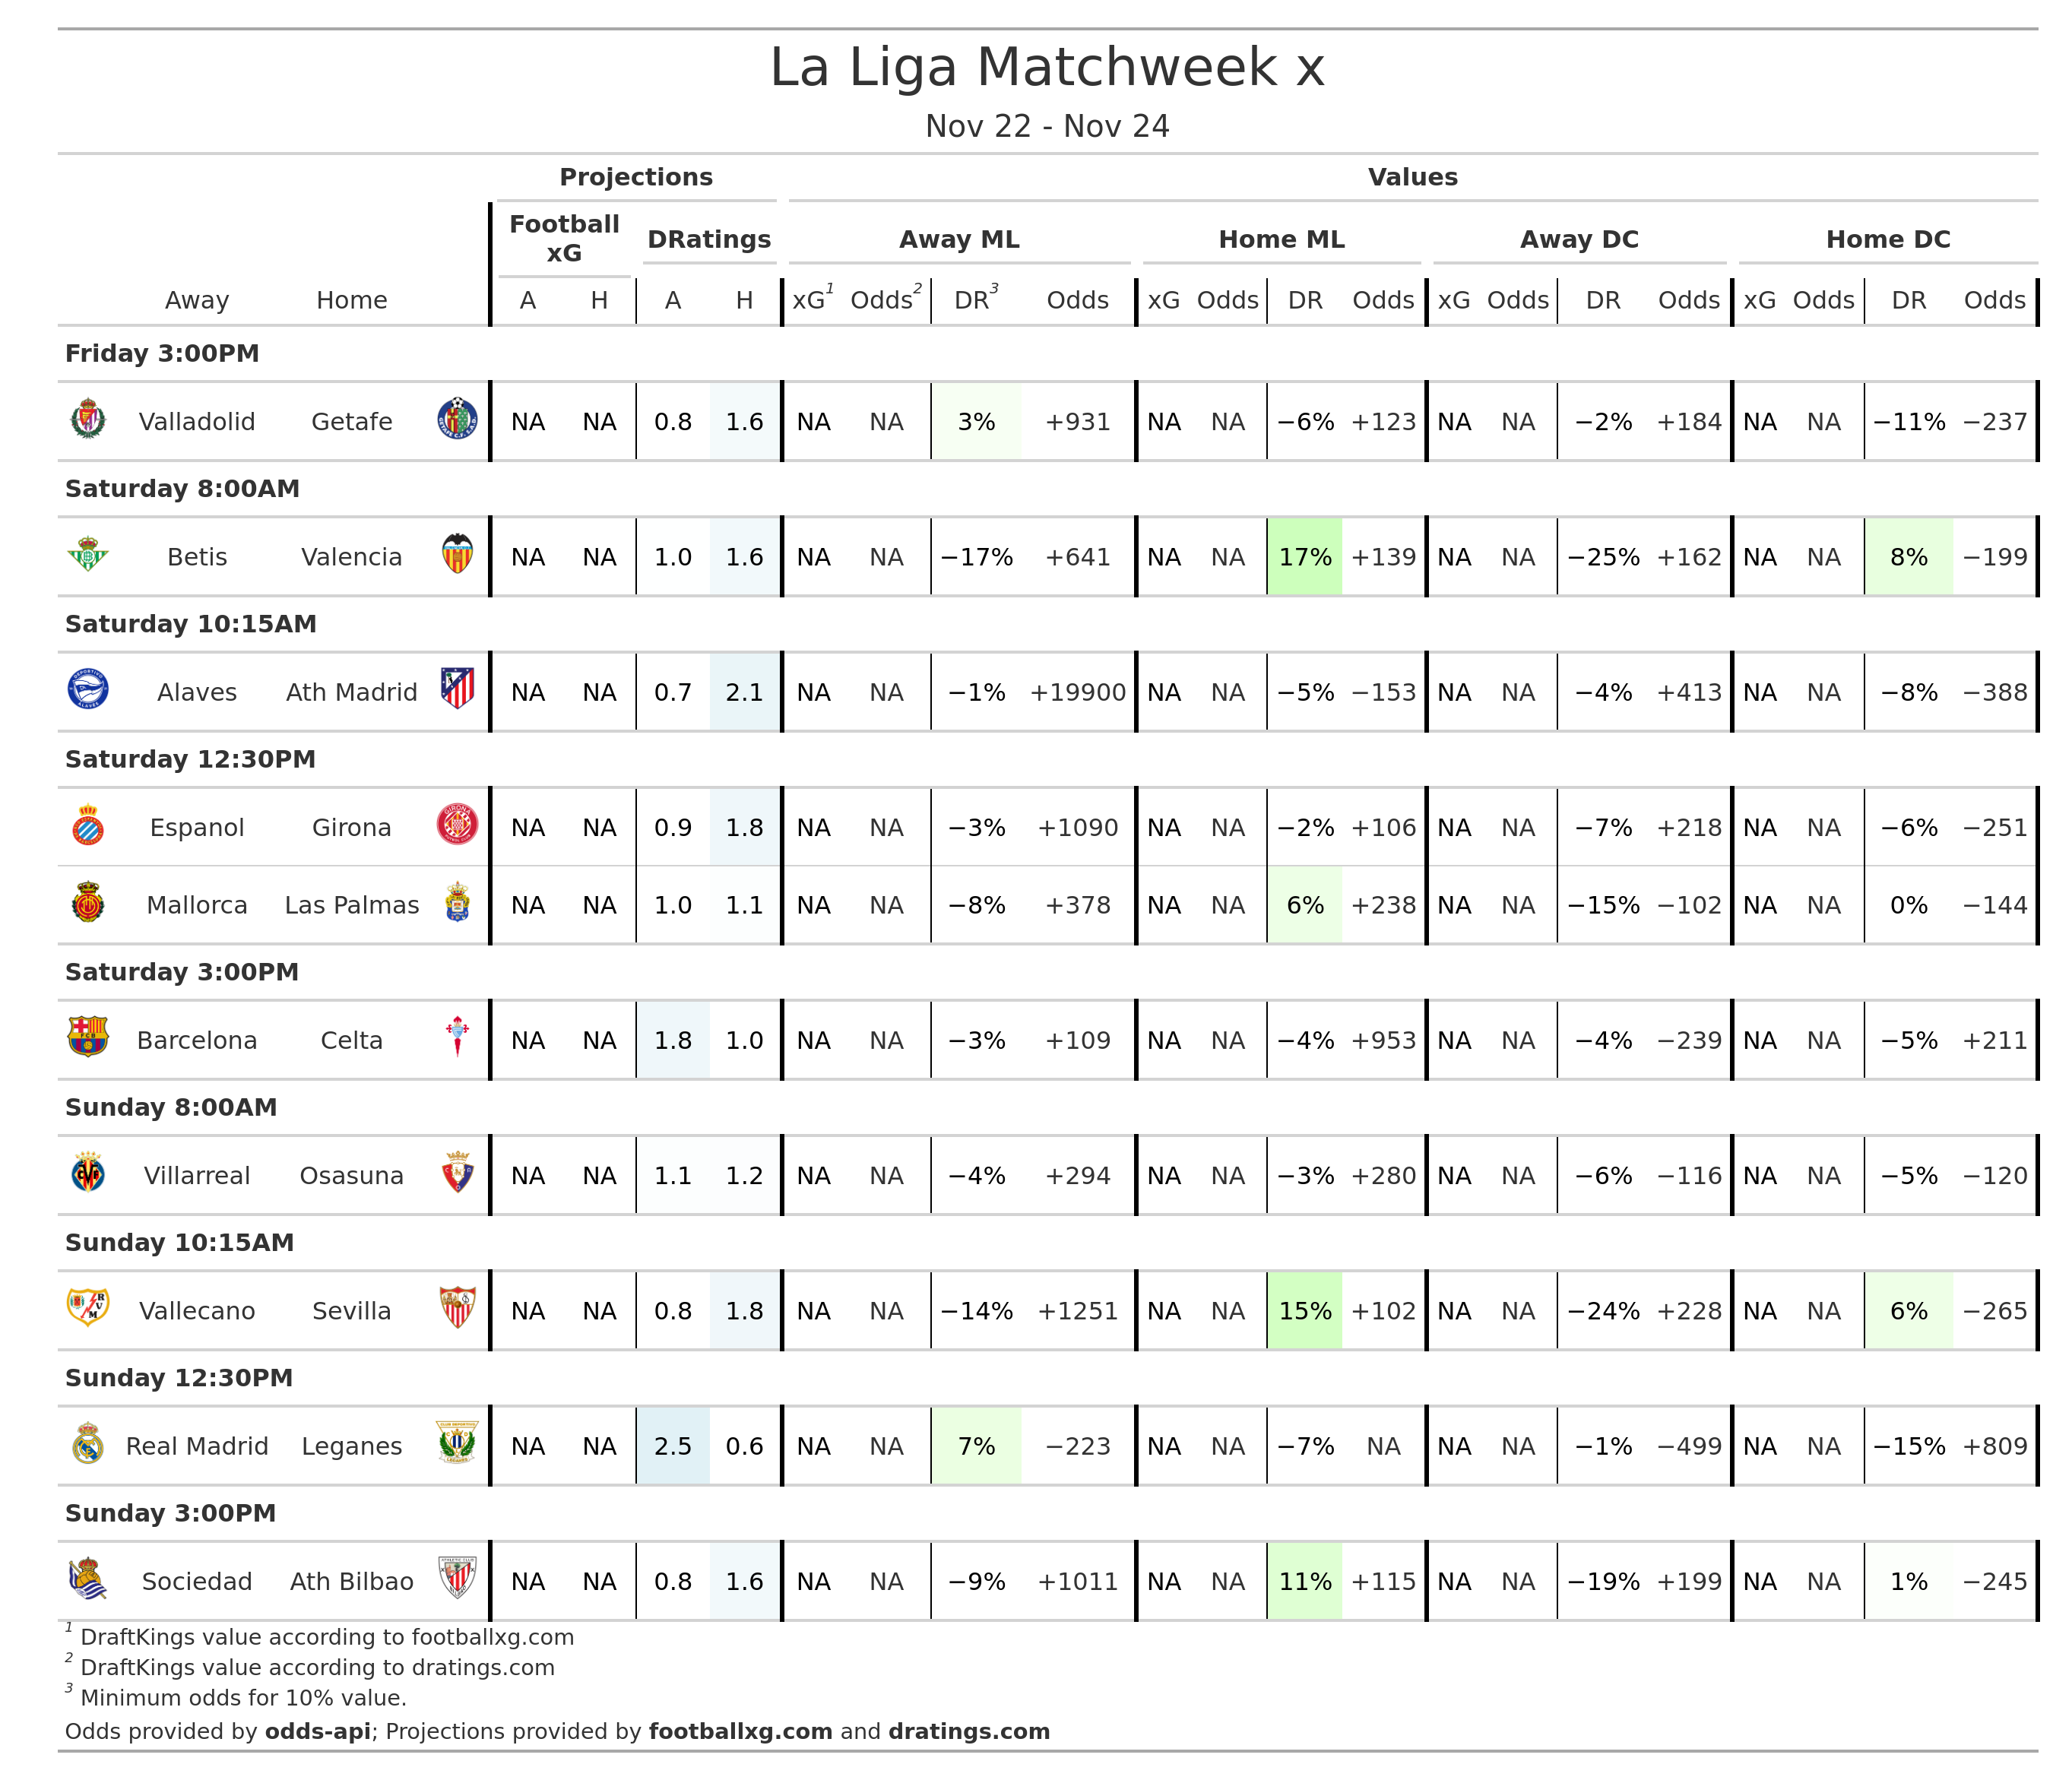 La Liga Matchweek x
Nov 22 - Nov 24
Projections Values
Football xG DRatings Away ML Home ML Away DC Home DC
Away Home A H A H xG1 Odds2 DR3 Odds xG Odds DR Odds xG Odds DR Odds xG Odds DR Odds
Friday 3:00PM
Valladolid Getafe NA NA 0.8 1.6 NA NA 3% +931 NA NA −6% +123 NA NA −2% +184 NA NA −11% −237
Saturday 8:00AM
Betis Valencia NA NA 1.0 1.6 NA NA −17% +641 NA NA 17% +139 NA NA −25% +162 NA NA 8% −199
Saturday 10:15AM
Alaves Ath Madrid NA NA 0.7 2.1 NA NA −1% +19900 NA NA −5% −153 NA NA −4% +413 NA NA −8% −388
Saturday 12:30PM
Espanol Girona NA NA 0.9 1.8 NA NA −3% +1090 NA NA −2% +106 NA NA −7% +218 NA NA −6% −251
Mallorca Las Palmas NA NA 1.0 1.1 NA NA −8% +378 NA NA 6% +238 NA NA −15% −102 NA NA 0% −144
Saturday 3:00PM
Barcelona Celta NA NA 1.8 1.0 NA NA −3% +109 NA NA −4% +953 NA NA −4% −239 NA NA −5% +211
Sunday 8:00AM
Villarreal Osasuna NA NA 1.1 1.2 NA NA −4% +294 NA NA −3% +280 NA NA −6% −116 NA NA −5% −120
Sunday 10:15AM
Vallecano Sevilla NA NA 0.8 1.8 NA NA −14% +1251 NA NA 15% +102 NA NA −24% +228 NA NA 6% −265
Sunday 12:30PM
Real Madrid Leganes NA NA 2.5 0.6 NA NA 7% −223 NA NA −7% NA NA NA −1% −499 NA NA −15% +809
Sunday 3:00PM
Sociedad Ath Bilbao NA NA 0.8 1.6 NA NA −9% +1011 NA NA 11% +115 NA NA −19% +199 NA NA 1% −245
1 DraftKings value according to footballxg.com
2 DraftKings value according to dratings.com
3 Minimum odds for 10% value.
Odds provided by odds-api; Projections provided by footballxg.com and dratings.com